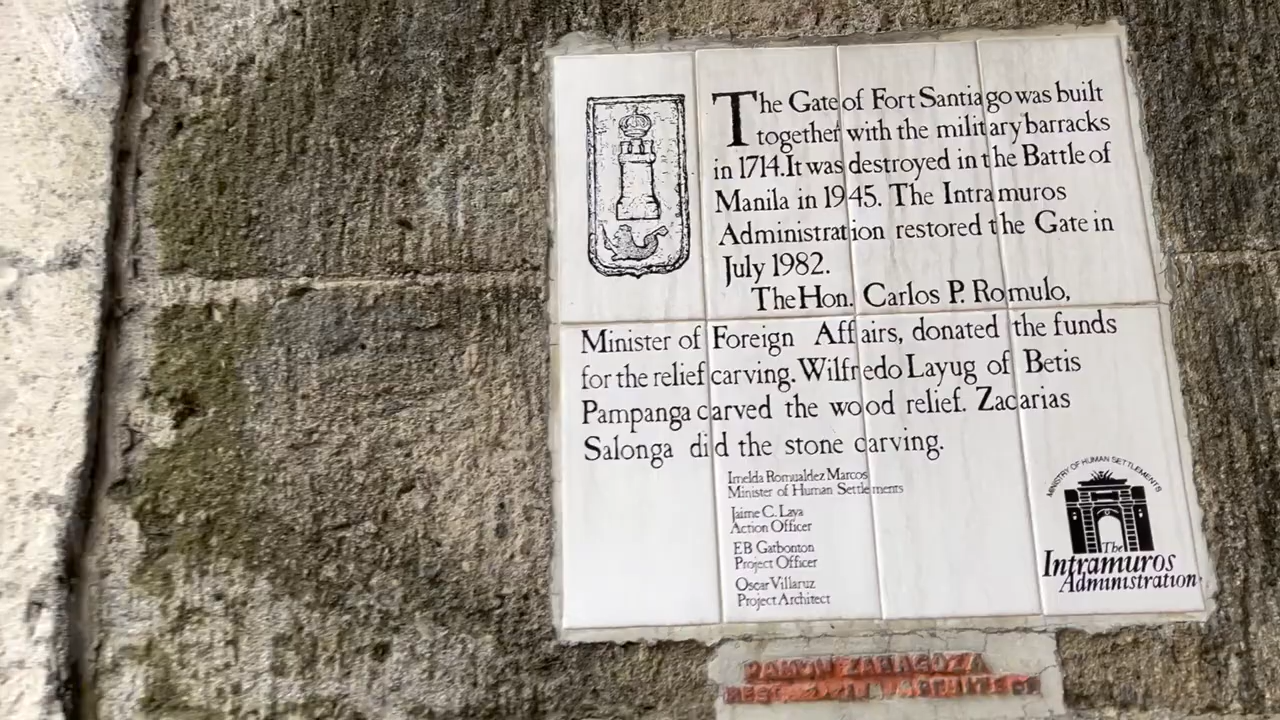 The Gate of Fort Santiago was built
together with the military barracks
in 1714. It was destroyed in the Battle of
Manila in 1945. The Intramuros
Administration restored the Gate in
July 1982.
The Hon. Carlos P. Romulo,
Minister of Foreign Affairs, donated the funds
for the relief carving. Wilfredo Layug of Betis
Pampanga carved the wood relief. Zacarias
Salonga did the stone carving.
Imelda Romualdez Marcos
Minister of Human Settlements
Jaime C. Laya
Action Officer
EB Gatbonton
Project Officer
Oscar Villaruz
Project Architect
MINISTRY OF HUMAN SETTLEMENTS
The
Intramuros
Administration
RAMON ZARAGOZA